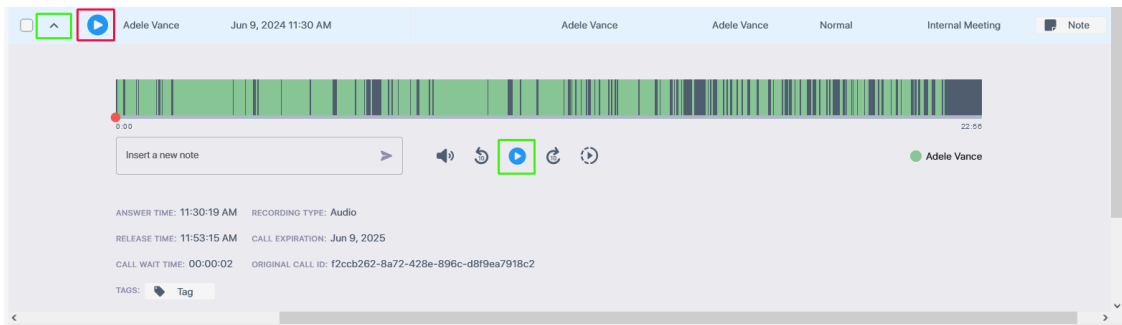 Adele Vance Jun 9, 2024 11:30 AM Adele Vance Adele Vance Normal Internal Meeting Note
0:00 22:56
Insert a new note 10 10 Adele Vance
ANSWER TIME: 11:30:19 AM RECORDING TYPE: Audio
RELEASE TIME: 11:53:15 AM CALL EXPIRATION: Jun 9, 2025
CALL WAIT TIME: 00:00:02 ORIGINAL CALL ID: f2ccb262-8a72-428e-896c-d8f9ea7918c2
TAGS: Tag